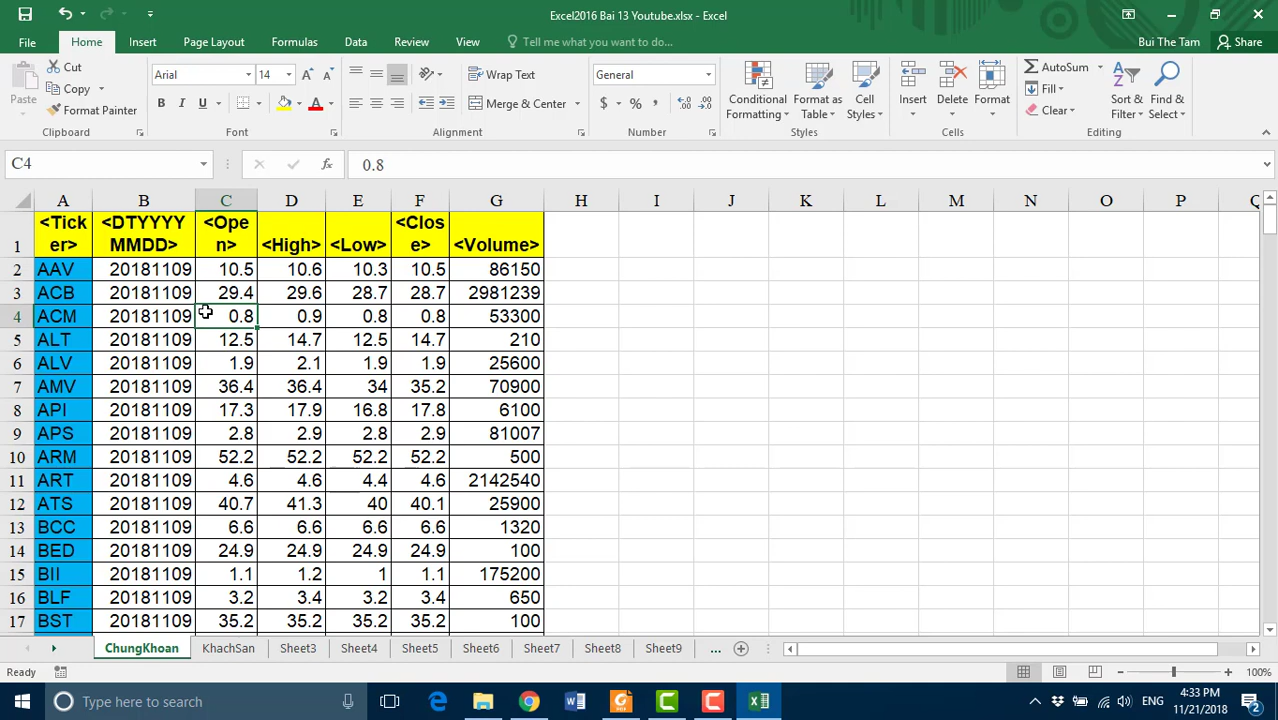 Excel2016 Bai 13 Youtube.xlsx - Excel
File Home Insert Page Layout Formulas Data Review View Tell me what you want to do... Bui The Tam Share
Paste
Cut
Copy
Format Painter
Clipboard
Arial 14
B I U A
Font
Wrap Text
Merge & Center
Alignment
General
$ % ,
Number
Conditional Formatting
Format as Table
Cell Styles
Styles
Insert Delete Format
Cells
AutoSum
Fill
Clear
Sort & Filter
Find & Select
Editing
C4 fx 0.8
A B C D E F G H I J K L M N O P Q
1 <Ticker> <DTYYYYMMDD> <Open> <High> <Low> <Close> <Volume>
2 AAV 20181109 10.5 10.6 10.3 10.5 86150
3 ACB 20181109 29.4 29.6 28.7 28.7 2981239
4 ACM 20181109 0.8 0.9 0.8 0.8 53300
5 ALT 20181109 12.5 14.7 12.5 14.7 210
6 ALV 20181109 1.9 2.1 1.9 1.9 25600
7 AMV 20181109 36.4 36.4 34 35.2 70900
8 API 20181109 17.3 17.9 16.8 17.8 6100
9 APS 20181109 2.8 2.9 2.8 2.9 81007
10 ARM 20181109 52.2 52.2 52.2 52.2 500
11 ART 20181109 4.6 4.6 4.4 4.6 2142540
12 ATS 20181109 40.7 41.3 40 40.1 25900
13 BCC 20181109 6.6 6.6 6.6 6.6 1320
14 BED 20181109 24.9 24.9 24.9 24.9 100
15 BII 20181109 1.1 1.2 1 1.1 175200
16 BLF 20181109 3.2 3.4 3.2 3.4 650
17 BST 20181109 35.2 35.2 35.2 35.2 100
ChungKhoan KhachSan Sheet3 Sheet4 Sheet5 Sheet6 Sheet7 Sheet8 Sheet9 ...
Ready 100%
Type here to search
ENG
4:33 PM
11/21/2018
2